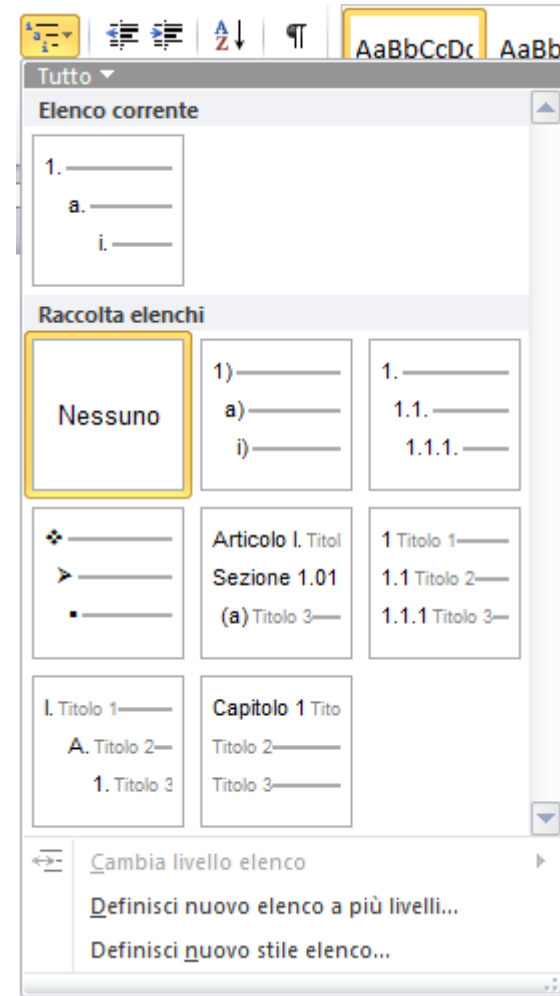 AaBbCcDc AaBb
Tutto
Elenco corrente
1.
a.
i.
Raccolta elenchi
Nessuno
1)
a)
i)
1.
1.1.
1.1.1.
Articolo I. Titol
Sezione 1.01
(a) Titolo 3
1 Titolo 1
1.1 Titolo 2
1.1.1 Titolo 3
I. Titolo 1
A. Titolo 2
1. Titolo 3
Capitolo 1 Tito
Titolo 2
Titolo 3
Cambia livello elenco
Definisci nuovo elenco a più livelli...
Definisci nuovo stile elenco...